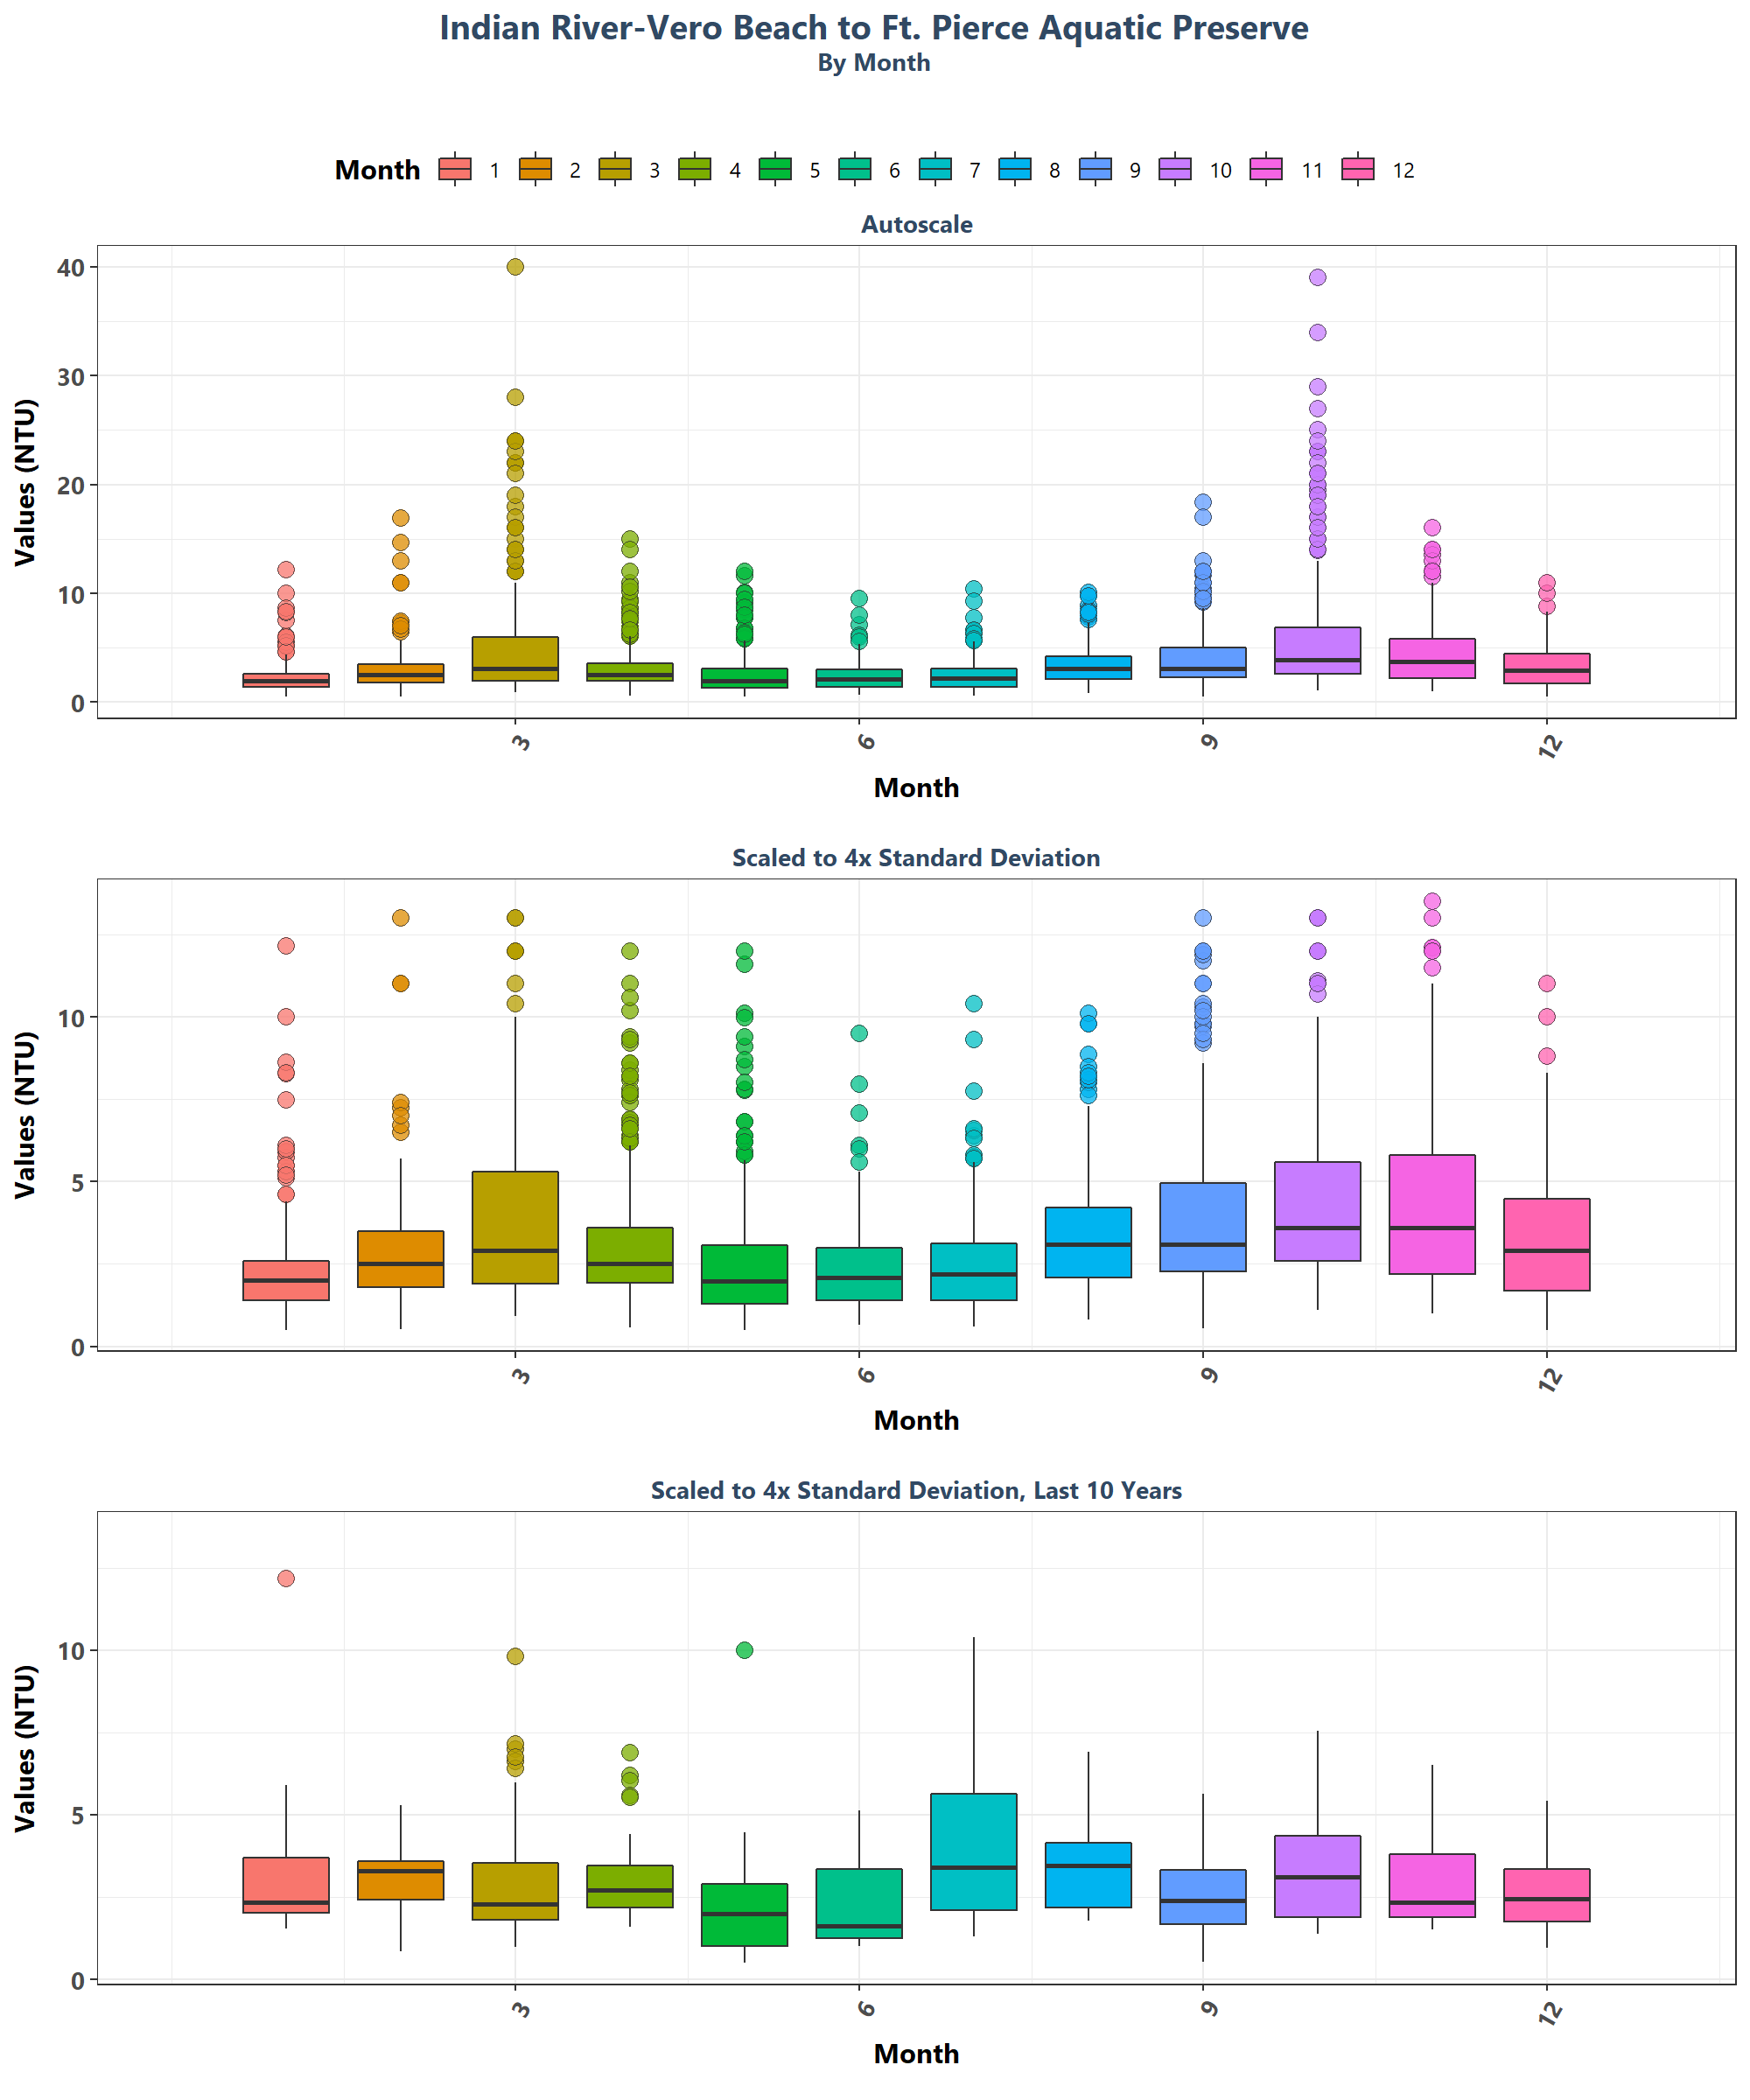 Indian River-Vero Beach to Ft. Pierce Aquatic Preserve
By Month
Month 1 2 3 4 5 6 7 8 9 10 11 12
Autoscale
Values (NTU)
40
30
20
10
0
3 6 9 12
Month
Scaled to 4x Standard Deviation
Values (NTU)
10
5
0
3 6 9 12
Month
Scaled to 4x Standard Deviation, Last 10 Years
Values (NTU)
10
5
0
3 6 9 12
Month